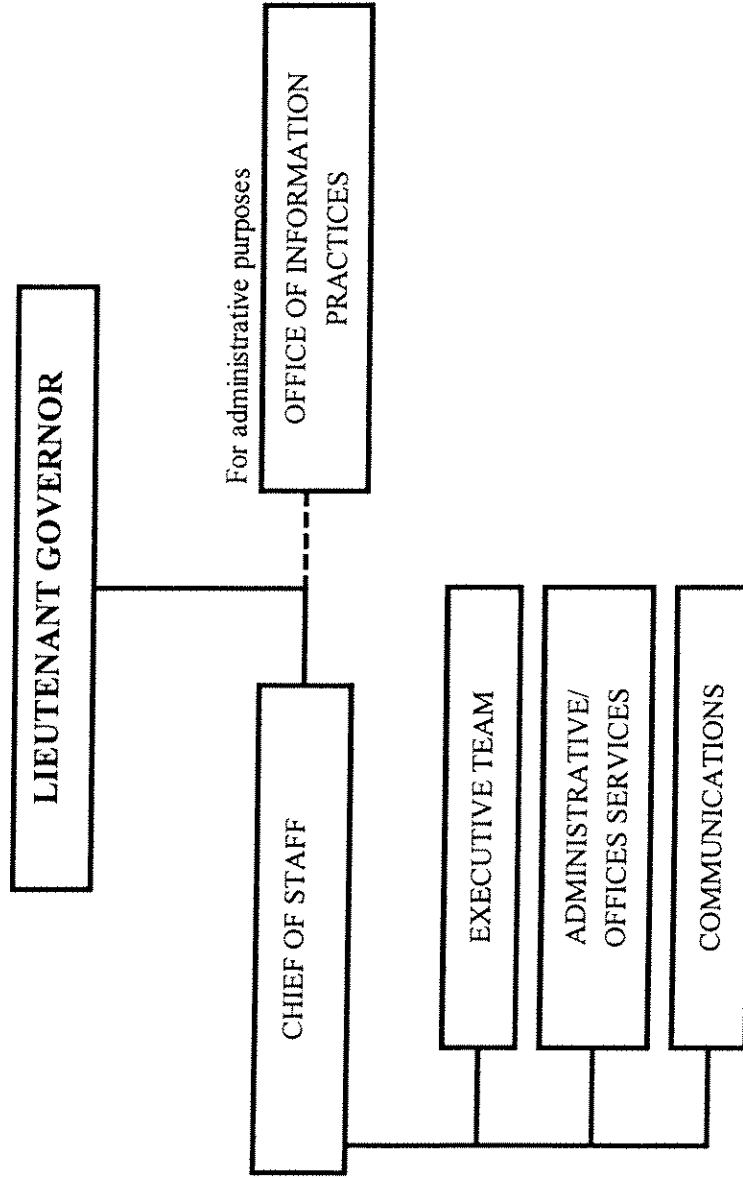 LIEUTENANT GOVERNOR
For administrative purposes
CHIEF OF STAFF
OFFICE OF INFORMATION
PRACTICES
EXECUTIVE TEAM
ADMINISTRATIVE/
OFFICES SERVICES
COMMUNICATIONS